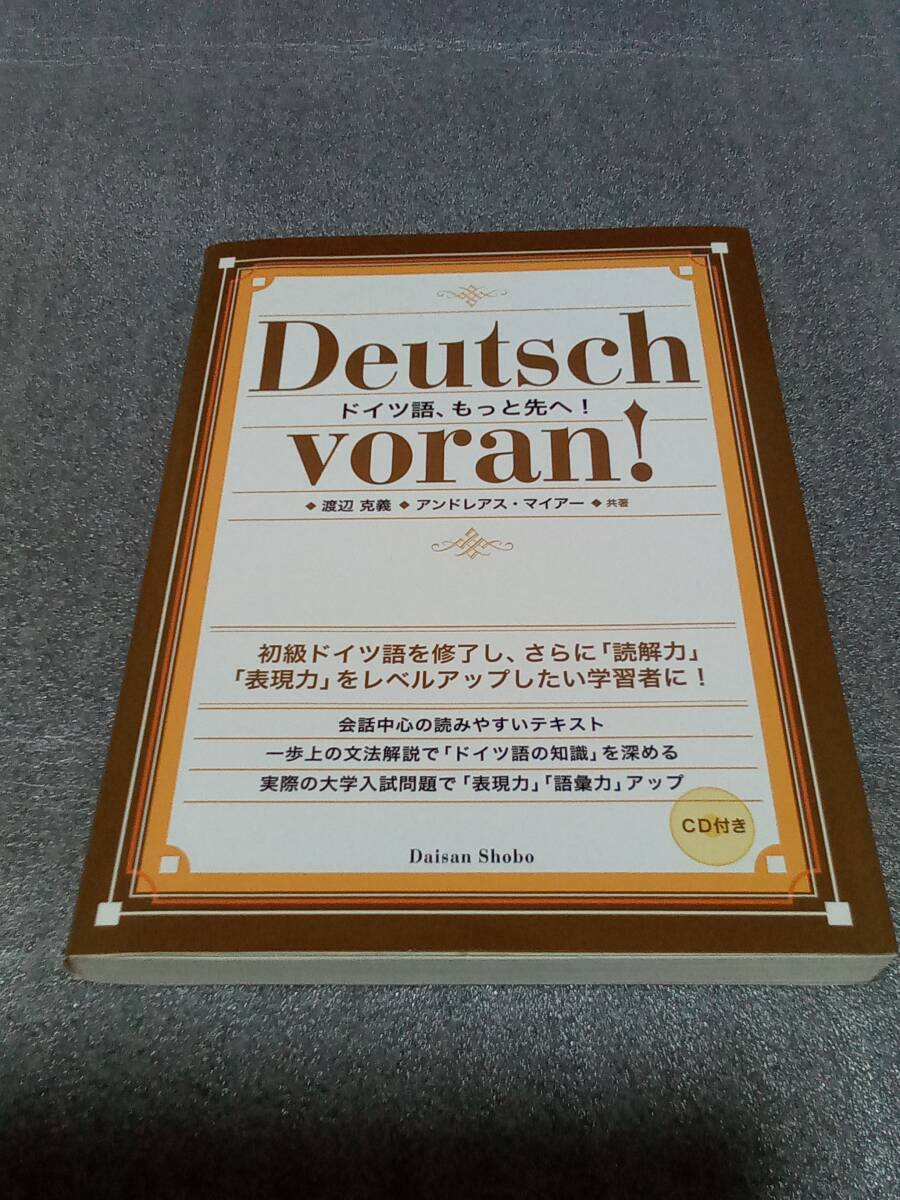 Deutsch
ドイツ語、もっと先へ!
voran!
◆ 渡辺 克義 ◆ アンドレアス・マイアー ◆ 共著
初級ドイツ語を修了し、さらに「読解力」
「表現力」をレベルアップしたい学習者に!
会話中心の読みやすいテキスト
一歩上の文法解説で「ドイツ語の知識」を深める
実際の大学入試問題で「表現力」「語彙力」アップ
CD付き
Daisan Shobo